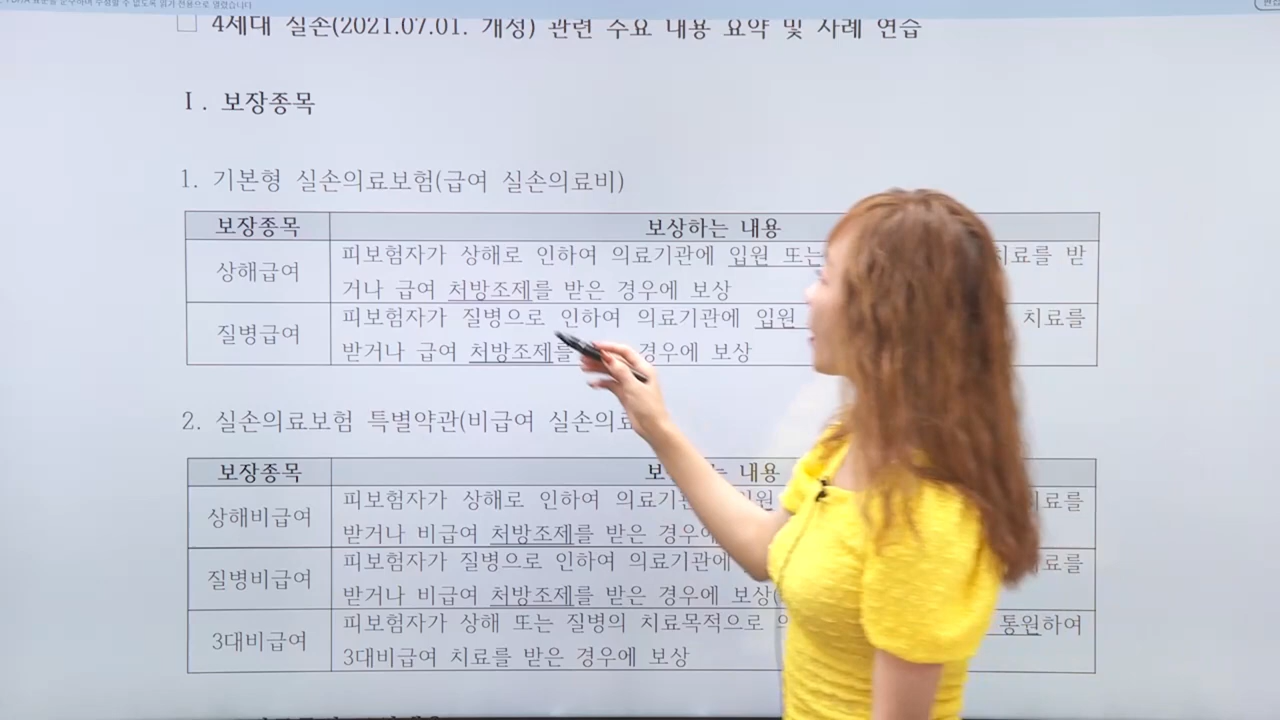 □ 4세대 실손(2021.07.01. 개정) 관련 주요 내용 요약 및 사례 연습
Ⅰ. 보장종목
1. 기본형 실손의료보험(급여 실손의료비)
보장종목 보상하는 내용
상해급여
피보험자가 상해로 인하여 의료기관에 입원 또는 치료를 받
거나 급여 처방조제를 받은 경우에 보상
질병급여
피보험자가 질병으로 인하여 의료기관에 입원 치료를
받거나 급여 처방조제를 경우에 보상
2. 실손의료보험 특별약관(비급여 실손의료
보장종목 내용
상해비급여
피보험자가 상해로 인하여 입원 치료를
받거나 비급여 처방조제를 받은
질병비급여
피보험자가 질병으로 인하여 의료기관에 치료를
받거나 비급여 처방조제를 받은 경우에 보상(
3대비급여
피보험자가 상해 또는 질병의 치료목적으로 통원하여
3대비급여 치료를 받은 경우에 보상